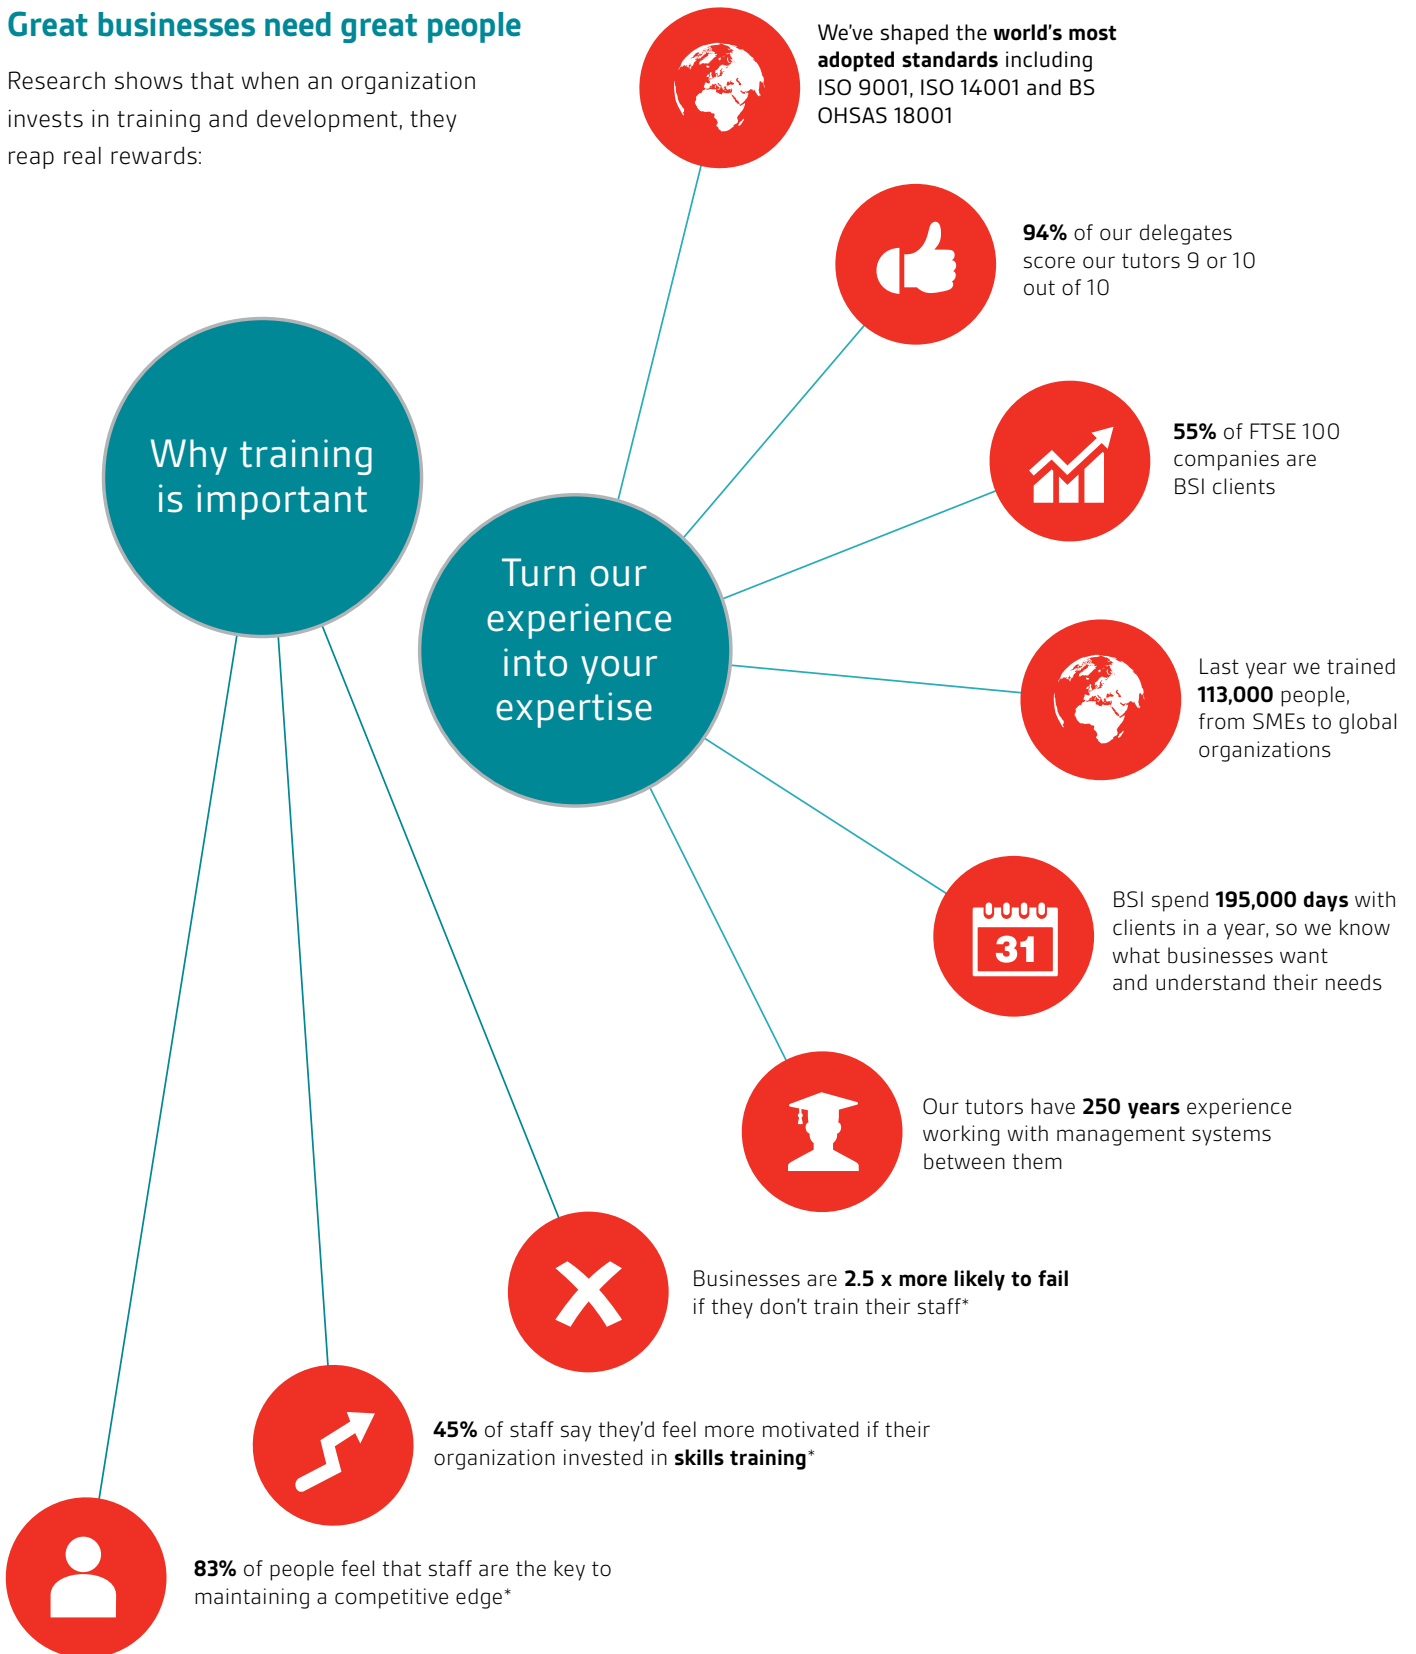 Great businesses need great people
Research shows that when an organization
invests in training and development, they
reap real rewards:
We've shaped the world's most
adopted standards including
ISO 9001, ISO 14001 and BS
OHSAS 18001
94% of our delegates
score our tutors 9 or 10
out of 10
55% of FTSE 100
companies are
BSI clients
Why training
is important
Turn our
experience
into your
expertise
Last year we trained
113,000 people,
from SMEs to global
organizations
31
BSI spend 195,000 days with
clients in a year, so we know
what businesses want
and understand their needs
Our tutors have 250 years experience
working with management systems
between them
Businesses are 2.5 x more likely to fail
if they don't train their staff*
45% of staff say they'd feel more motivated if their
organization invested in skills training*
83% of people feel that staff are the key to
maintaining a competitive edge*